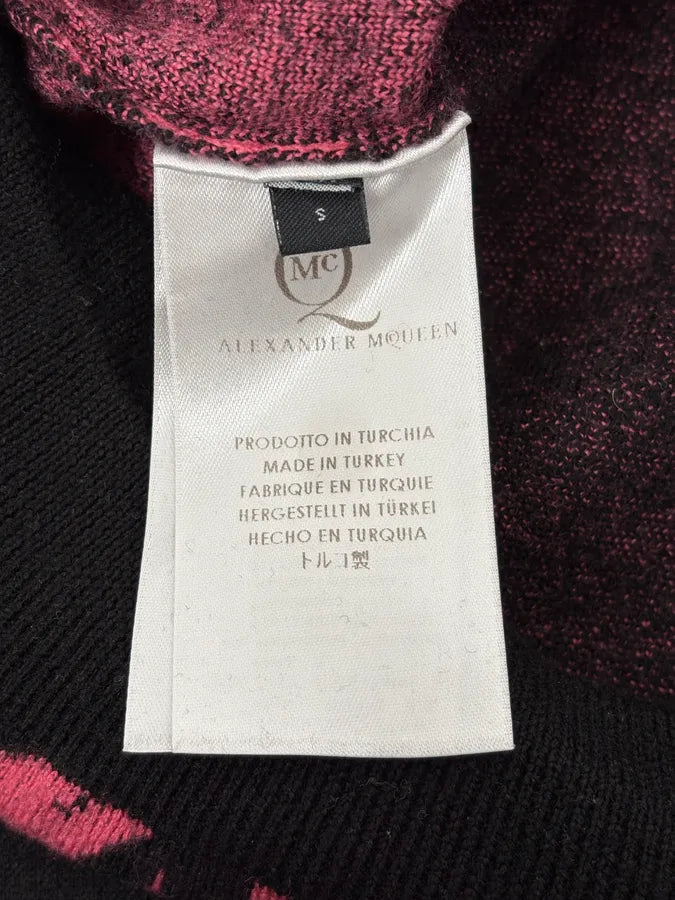 S
McQ
ALEXANDER MCQUEEN
PRODOTTO IN TURCHIA
MADE IN TURKEY
FABRIQUE EN TURQUIE
HERGESTELLT IN TÜRKEI
HECHO EN TURQUIA
トルコ製